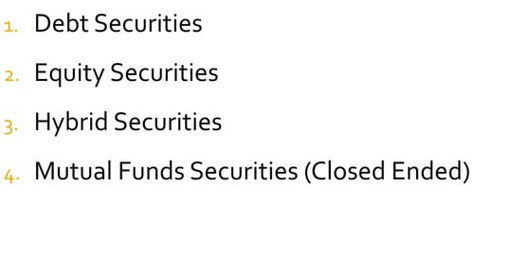 1. Debt Securities
2. Equity Securities
3. Hybrid Securities
4. Mutual Funds Securities (Closed Ended)